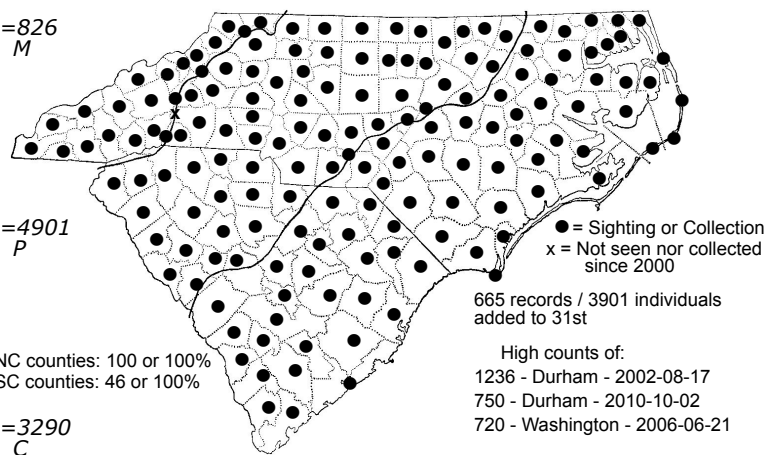 =826
M
=4901
P
● = Sighting or Collection
x = Not seen nor collected
since 2000
665 records / 3901 individuals
added to 31st
NC counties: 100 or 100%
SC counties: 46 or 100%
High counts of:
1236 - Durham - 2002-08-17
750 - Durham - 2010-10-02
720 - Washington - 2006-06-21
=3290
C
x